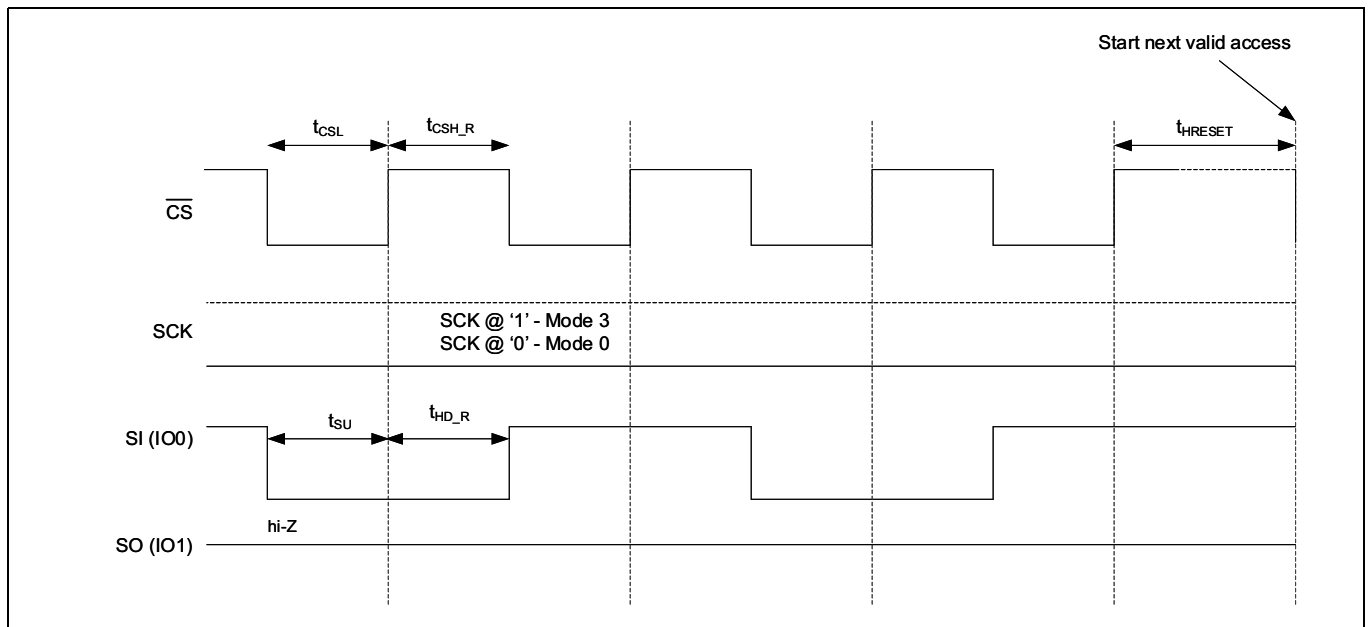 Start next valid access
tCSL
tCSH_R
tHRESET
CS
SCK
SCK @ ‘1’ - Mode 3
SCK @ ‘0’ - Mode 0
tSU
tHD_R
SI (IO0)
hi-Z
SO (IO1)